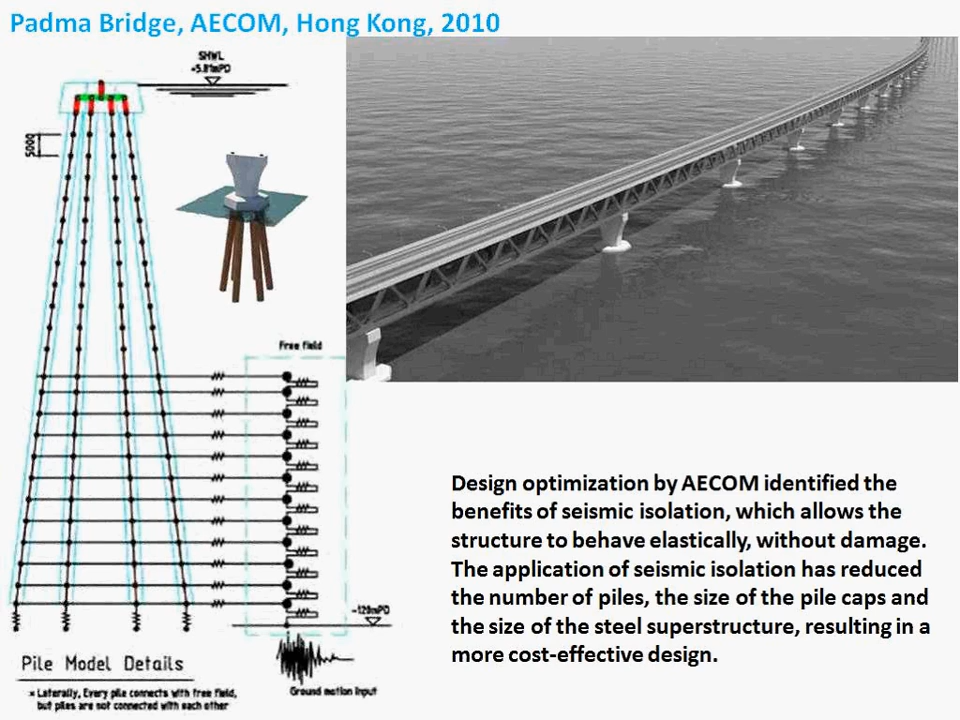 Padma Bridge, AECOM, Hong Kong, 2010
SHWL
+5.81mPD
5000
Free field
Design optimization by AECOM identified the
benefits of seismic isolation, which allows the
structure to behave elastically, without damage.
The application of seismic isolation has reduced
the number of piles, the size of the pile caps and
the size of the steel superstructure, resulting in a
more cost-effective design.
-120mPD
Pile Model Details
Ground motion input
* Laterally, Every pile connects with free field,
but piles are not connected with each other